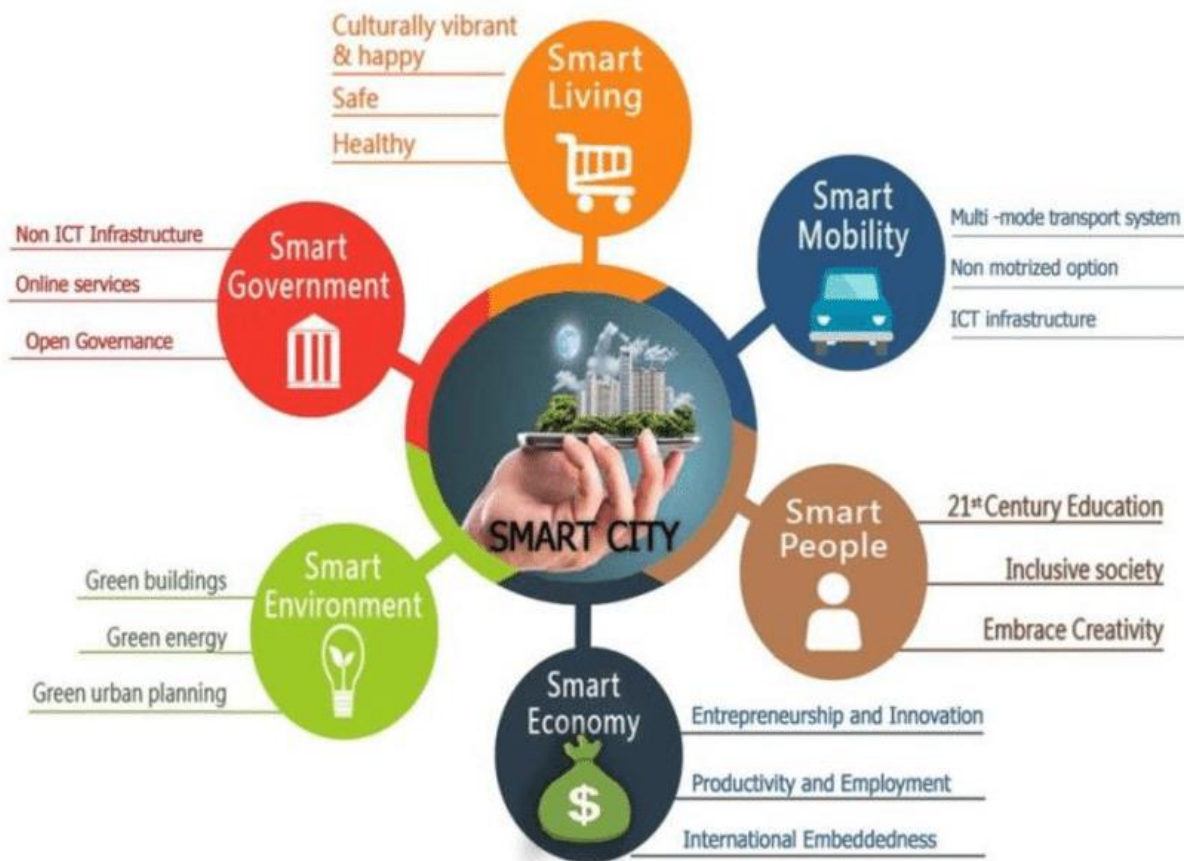 Culturally vibrant
& happy
Safe
Healthy
Smart
Living
Smart
Mobility
Multi -mode transport system
Non motrized option
ICT infrastructure
Non ICT Infrastructure
Online services
Open Governance
Smart
Government
SMART CITY
Smart
People
21st Century Education
Inclusive society
Embrace Creativity
Green buildings
Green energy
Green urban planning
Smart
Environment
Smart
Economy
$
Entrepreneurship and Innovation
Productivity and Employment
International Embeddedness